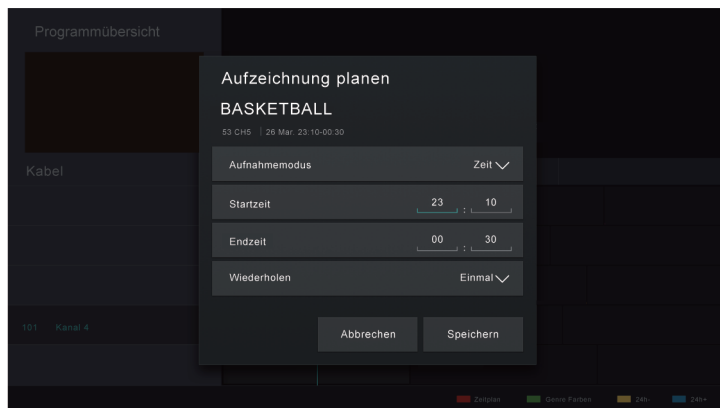 Programmübersicht
Aufzeichnung planen
BASKETBALL
53 CH5 | 26 Mar. 23:10-00:30
Kabel
Aufnahmemodus Zeit
Startzeit 23 : 10
Endzeit 00 : 30
Wiederholen Einmal
101 Kanal 4
Abbrechen Speichern
Zeitplan Genre Farben 24h- 24h+